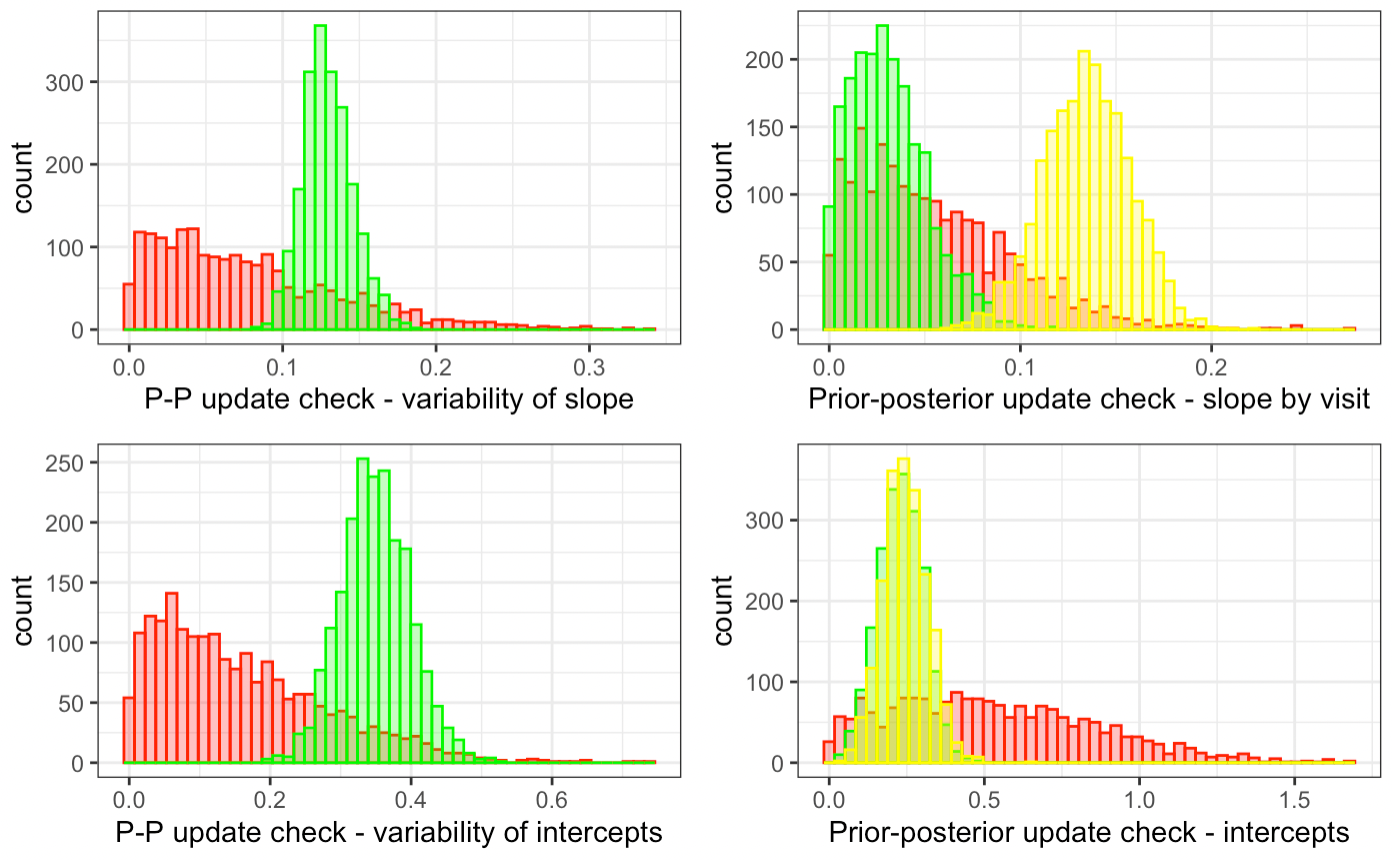 300
200
100
0
count
0.0 0.1 0.2 0.3
P-P update check - variability of slope
200
150
100
50
0
count
0.0 0.1 0.2
Prior-posterior update check - slope by visit
250
200
150
100
50
0
count
0.0 0.2 0.4 0.6
P-P update check - variability of intercepts
300
200
100
0
count
0.0 0.5 1.0 1.5
Prior-posterior update check - intercepts